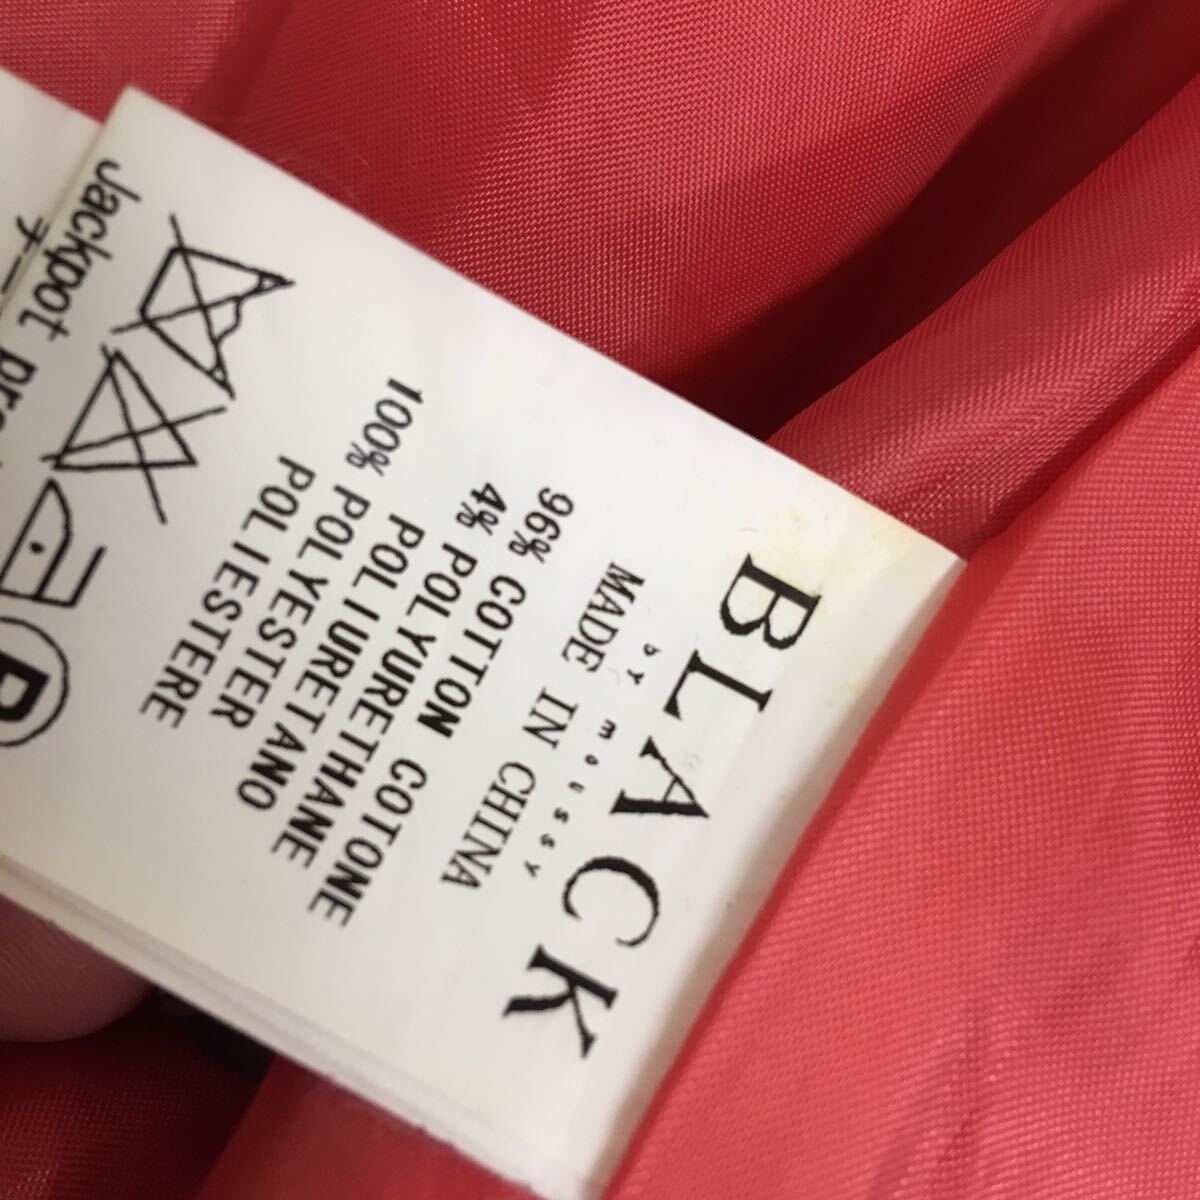 BLACK
by moussy
MADE IN CHINA
96% COTTON COTONE
4% POLYURETHANE
POLIURETANO
100% POLYESTER
POLIESTERE
P
Jackpot